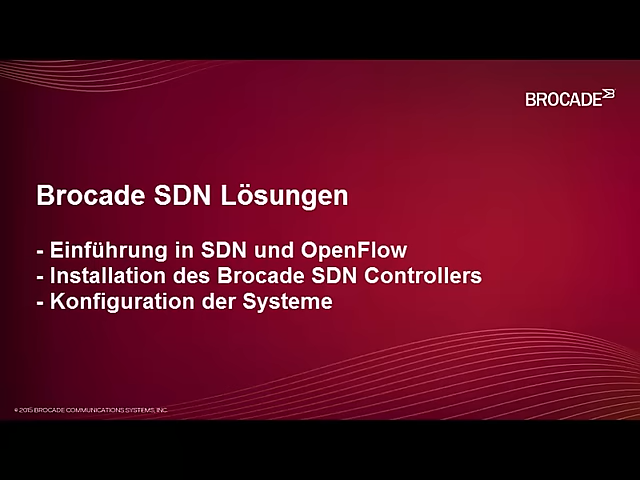 BROCADE
Brocade SDN Lösungen
- Einführung in SDN und OpenFlow
- Installation des Brocade SDN Controllers
- Konfiguration der Systeme
© 2015 BROCADE COMMUNICATIONS SYSTEMS, INC.